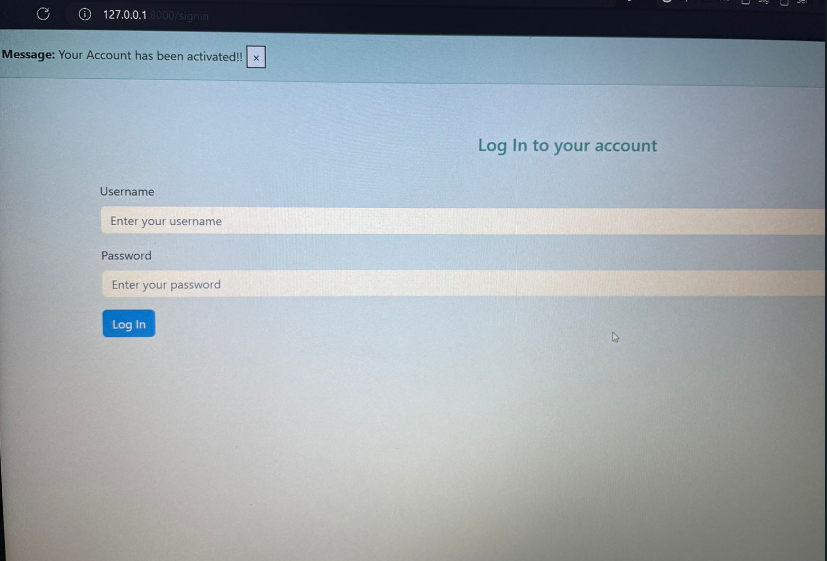 127.0.0.1:8000/signin
Message: Your Account has been activated!! ×
Log In to your account
Username
Enter your username
Password
Enter your password
Log In